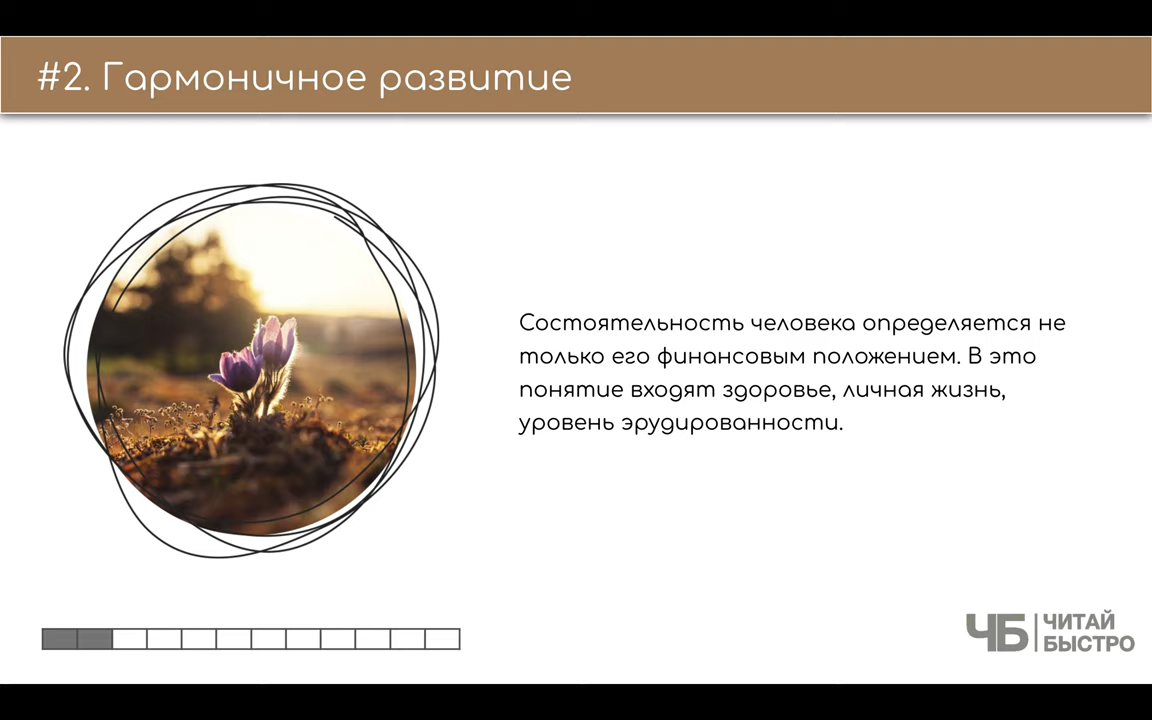 #2. Гармоничное развитие
Состоятельность человека определяется не
только его финансовым положением. В это
понятие входят здоровье, личная жизнь,
уровень эрудированности.
ЧБ
ЧИТАЙ
БЫСТРО